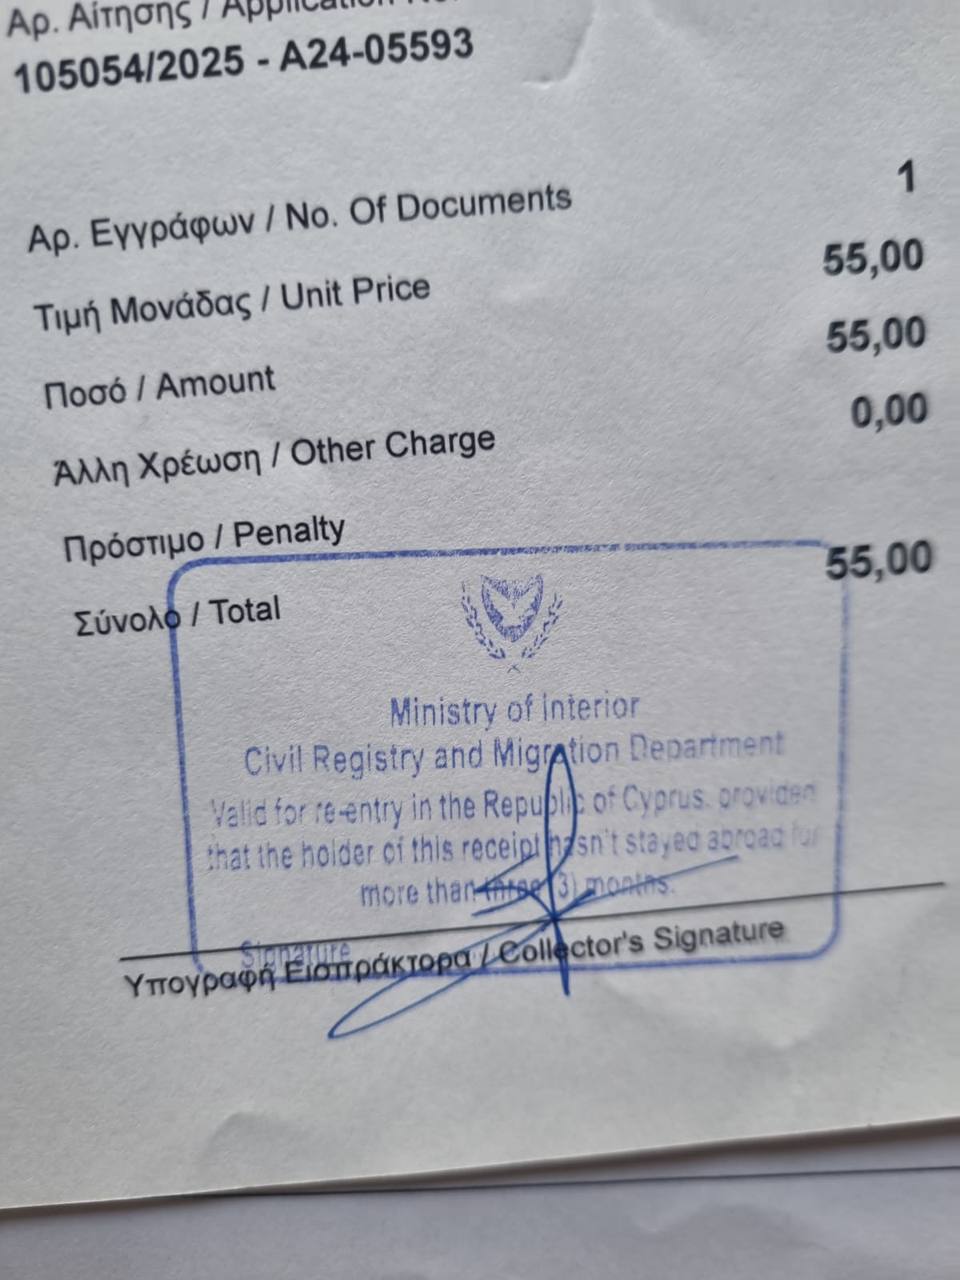 Αρ. Αίτησης / Application No.
105054/2025 - A24-05593
Αρ. Εγγράφων / No. Of Documents 1
Τιμή Μονάδας / Unit Price 55,00
Ποσό / Amount 55,00
Άλλη Χρέωση / Other Charge 0,00
Πρόστιμο / Penalty
Σύνολο / Total 55,00
Ministry of Interior
Civil Registry and Migration Department
Valid for re-entry in the Republic of Cyprus, provided
that the holder of this receipt hasn't stayed abroad for
more than three (3) months.
Signature
Υπογραφή Εισπράκτορα / Collector's Signature